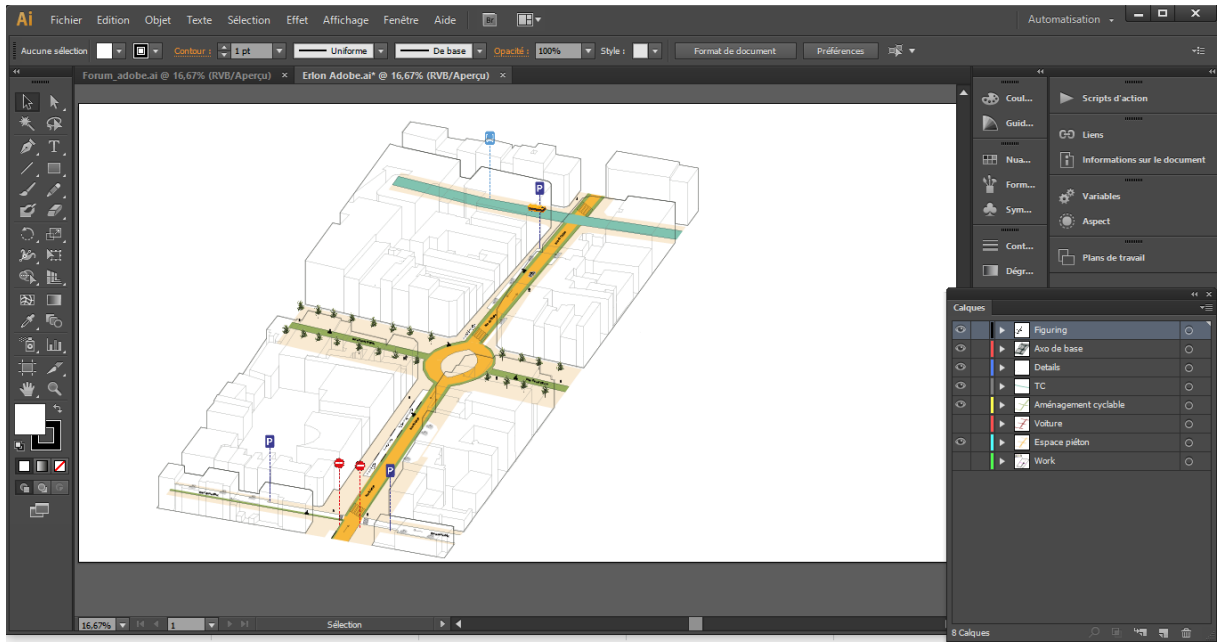 Ai Fichier Edition Objet Texte Sélection Effet Affichage Fenêtre Aide Br Automatisation
Aucune sélection Contour : 1 pt Uniforme De base Opacité : 100% Style : Format de document Préférences
Forum_adobe.ai @ 16,67% (RVB/Aperçu) × Erlon Adobe.ai* @ 16,67% (RVB/Aperçu) ×
Coul...
Guid...
Nua...
Form...
Sym...
Cont...
Dégr...
Scripts d'action
Liens
Informations sur le document
Variables
Aspect
Plans de travail
P
P
P
Calques
Figuring
Axo de base
Details
TC
Aménagement cyclable
Voiture
Espace piéton
Work
8 Calques
16,67% 1 Sélection